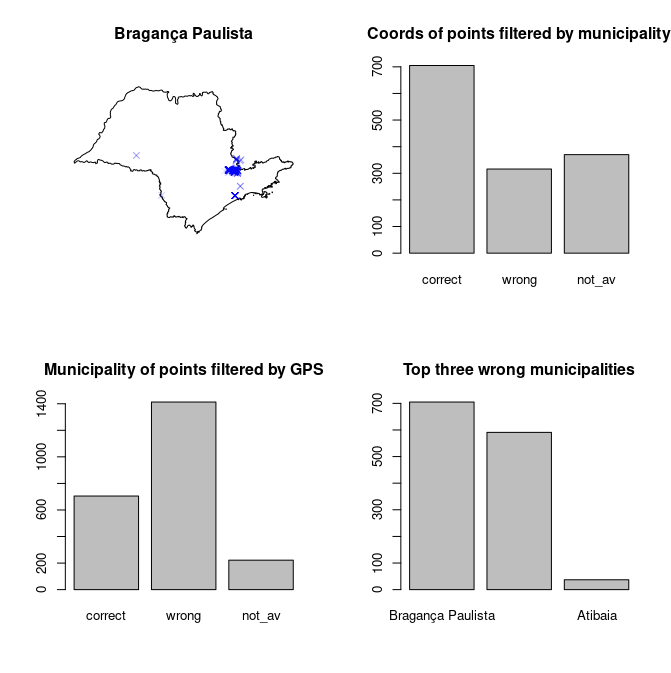 Bragança Paulista
Coords of points filtered by municipality
700
500
300
100
0
correct wrong not_av
Municipality of points filtered by GPS
1400
1000
600
200
0
correct wrong not_av
Top three wrong municipalities
700
500
300
100
0
Bragança Paulista Atibaia